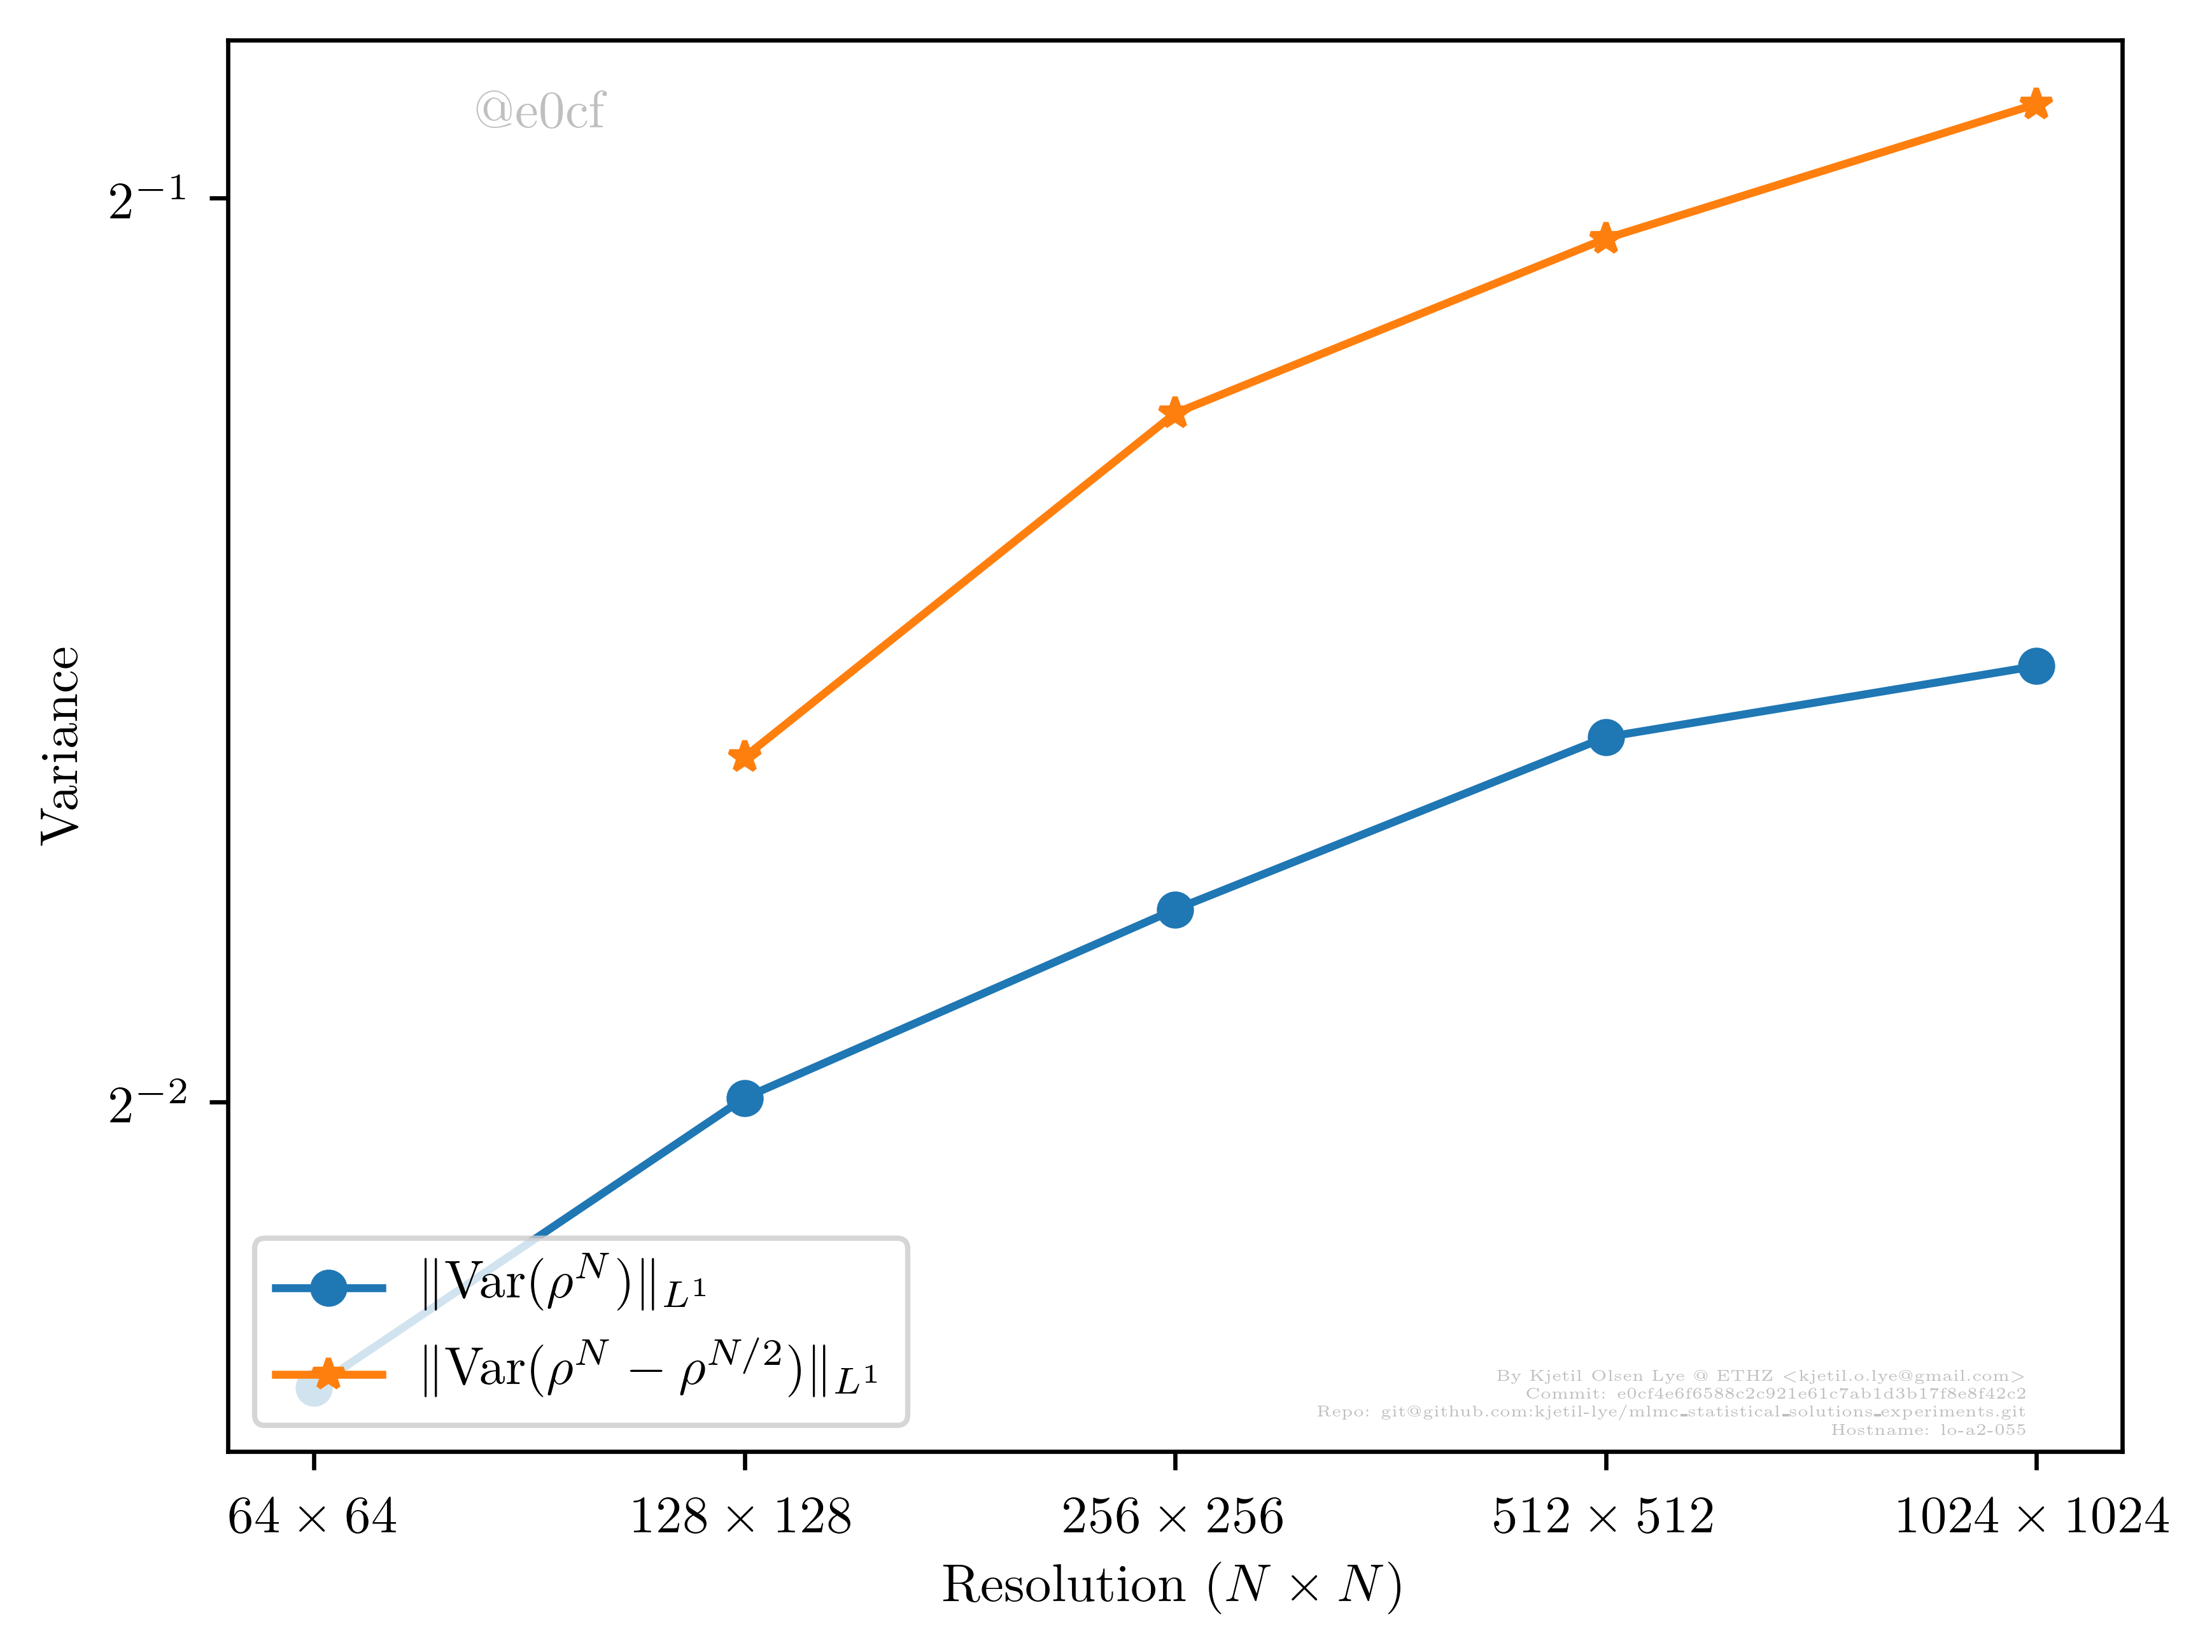 @e0cf
2^{-1}
Variance
2^{-2}
‖Var(ρ^N)‖_{L^1}
‖Var(ρ^N − ρ^{N/2})‖_{L^1}
By Kjetil Olsen Lye @ ETHZ <kjetil.o.lye@gmail.com>
Commit: e0cf4e6f6588c2c921e61c7ab1d3b17f8e8f42c2
Repo: git@github.com:kjetil-lye/mlmc_statistical_solutions_experiments.git
Hostname: lo-a2-055
64 × 64 128 × 128 256 × 256 512 × 512 1024 × 1024
Resolution (N × N)